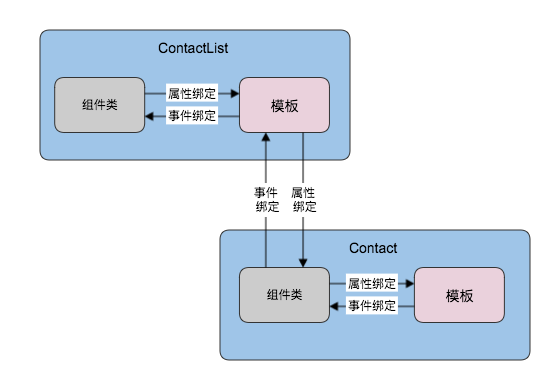 ContactList
组件类
属性绑定
事件绑定
模板
事件
绑定
属性
绑定
Contact
组件类
属性绑定
事件绑定
模板